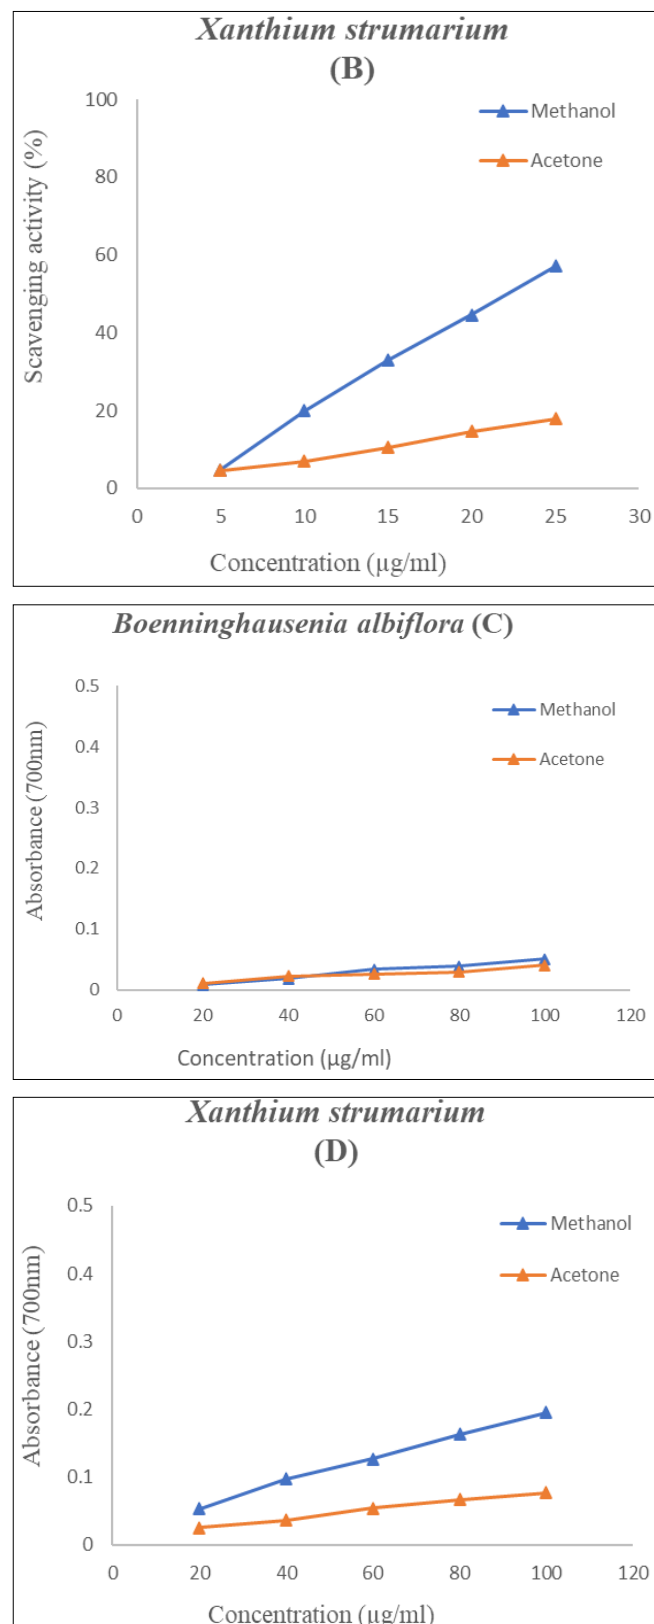 Xanthium strumarium
(B)
Methanol
Acetone
Scavenging activity (%)
100
80
60
40
20
0
0 5 10 15 20 25 30
Concentration (µg/ml)
Boenninghausenia albiflora (C)
Methanol
Acetone
Absorbance (700nm)
0.5
0.4
0.3
0.2
0.1
0
0 20 40 60 80 100 120
Concentration (µg/ml)
Xanthium strumarium
(D)
Methanol
Acetone
Absorbance (700nm)
0.5
0.4
0.3
0.2
0.1
0
0 20 40 60 80 100 120
Concentration (µg/ml)